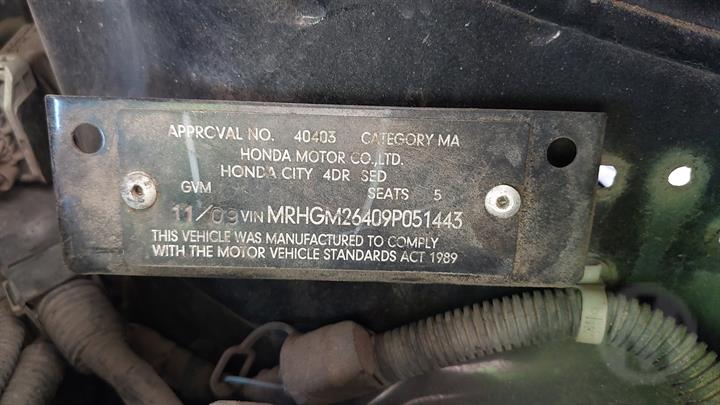 APPROVAL NO. 40403 CATEGORY MA
HONDA MOTOR CO.,LTD.
HONDA CITY 4DR SED
GVM SEATS 5
11/09 VIN MRHGM26409P051443
THIS VEHICLE WAS MANUFACTURED TO COMPLY
WITH THE MOTOR VEHICLE STANDARDS ACT 1989